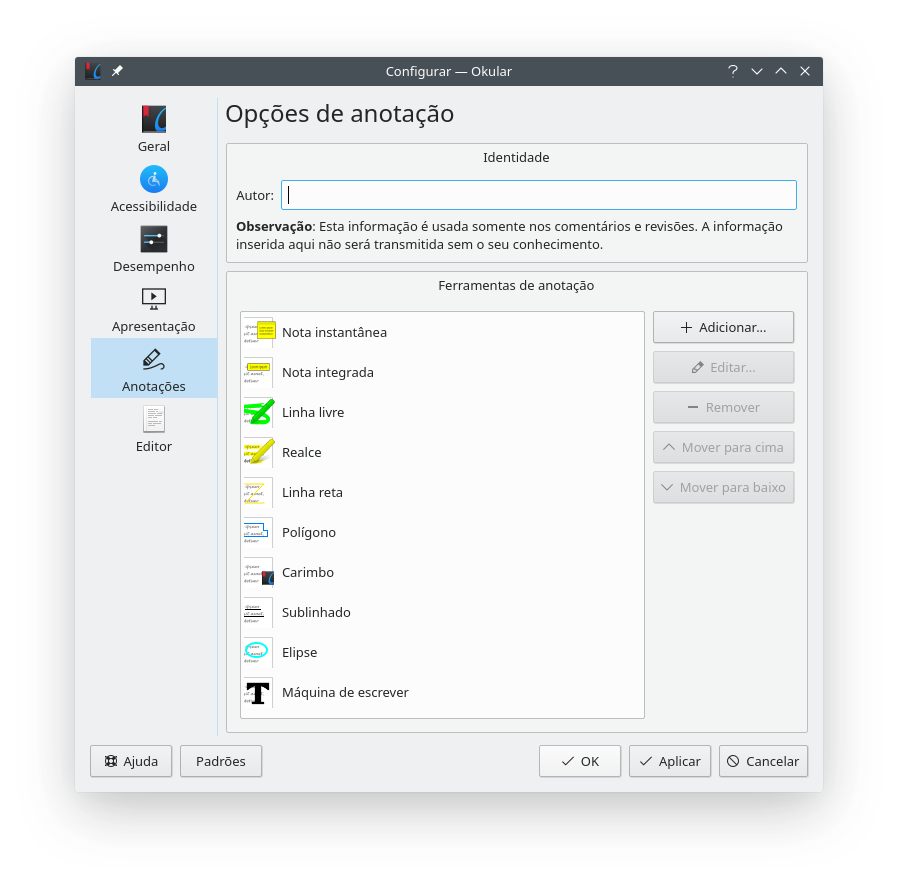 Configurar — Okular
Geral
Acessibilidade
Desempenho
Apresentação
Anotações
Editor
Opções de anotação
Identidade
Autor:
Observação: Esta informação é usada somente nos comentários e revisões. A informação
inserida aqui não será transmitida sem o seu conhecimento.
Ferramentas de anotação
Nota instantânea
Nota integrada
Linha livre
Realce
Linha reta
Polígono
Carimbo
Sublinhado
Elipse
Máquina de escrever
Adicionar...
Editar...
Remover
Mover para cima
Mover para baixo
Ajuda
Padrões
OK
Aplicar
Cancelar